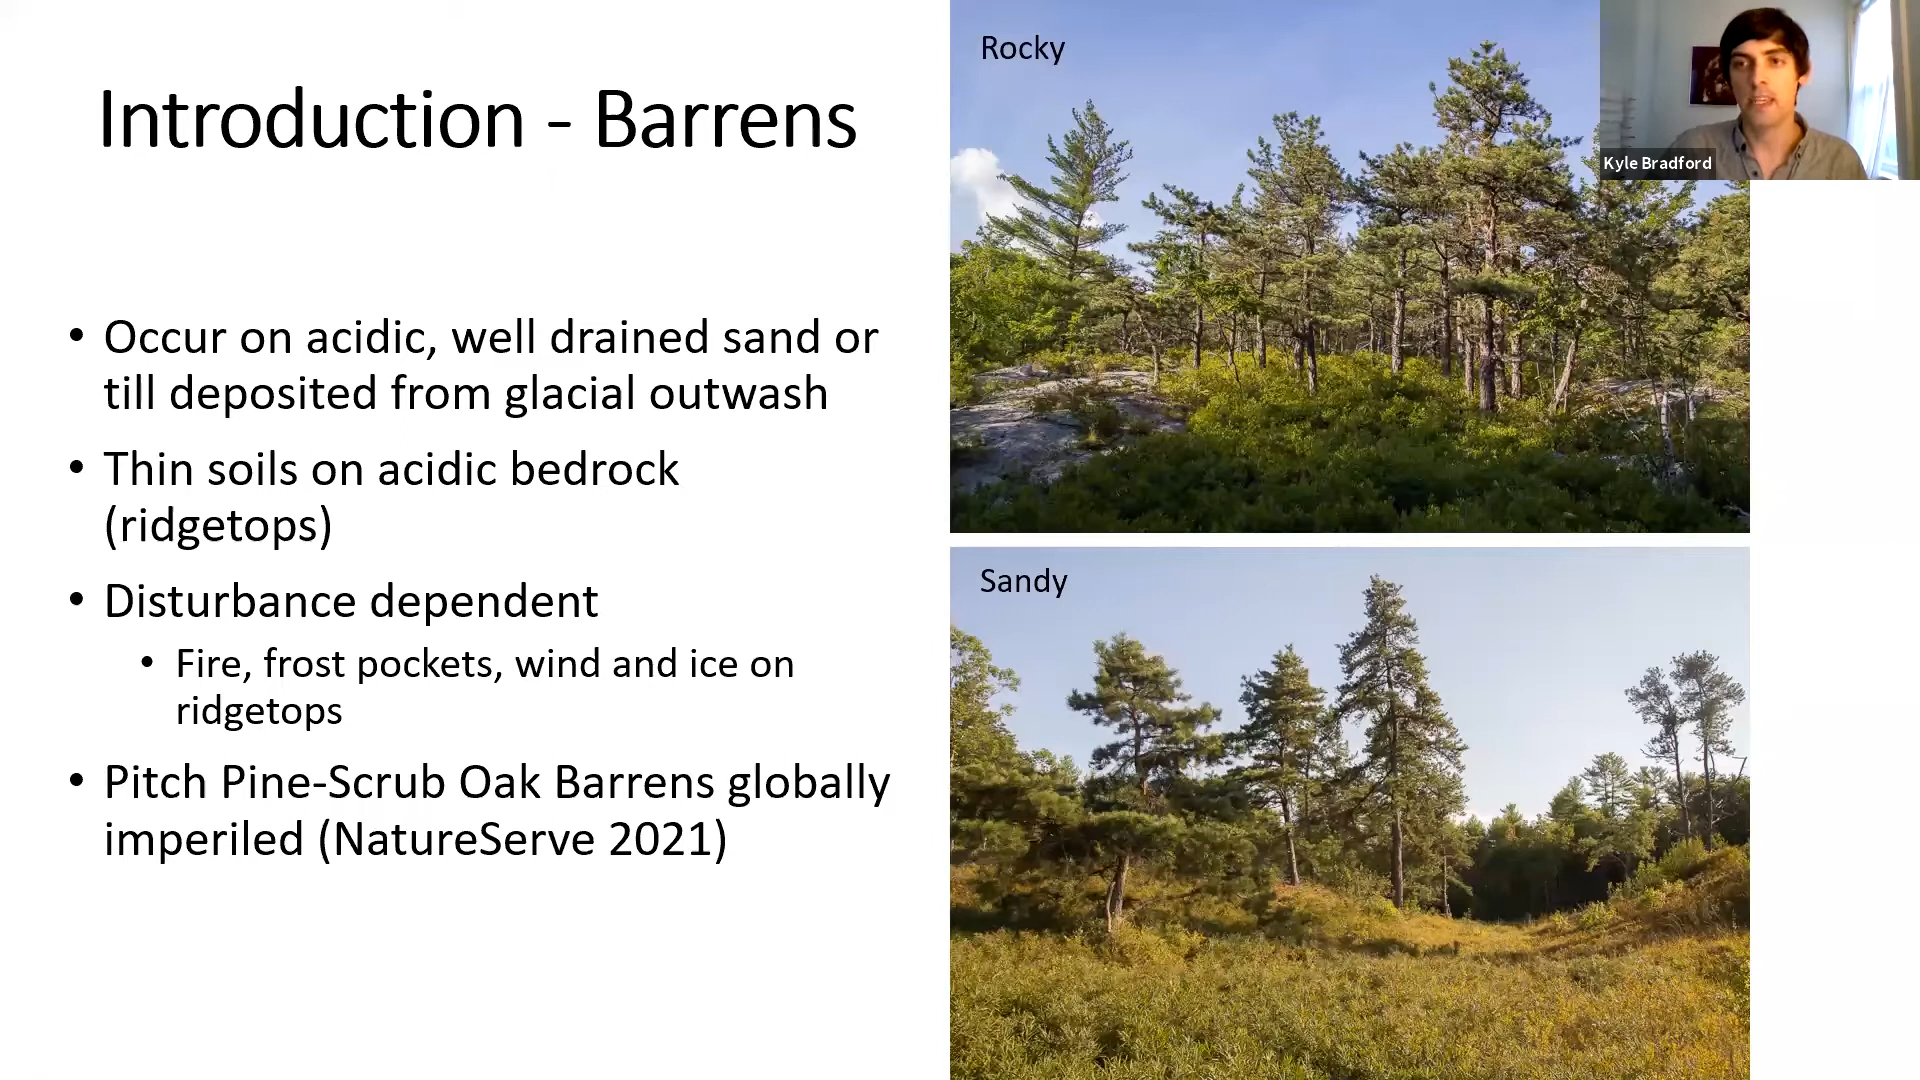 Introduction - Barrens
• Occur on acidic, well drained sand or
till deposited from glacial outwash
• Thin soils on acidic bedrock
(ridgetops)
• Disturbance dependent
• Fire, frost pockets, wind and ice on
ridgetops
• Pitch Pine-Scrub Oak Barrens globally
imperiled (NatureServe 2021)
Rocky
Kyle Bradford
Sandy